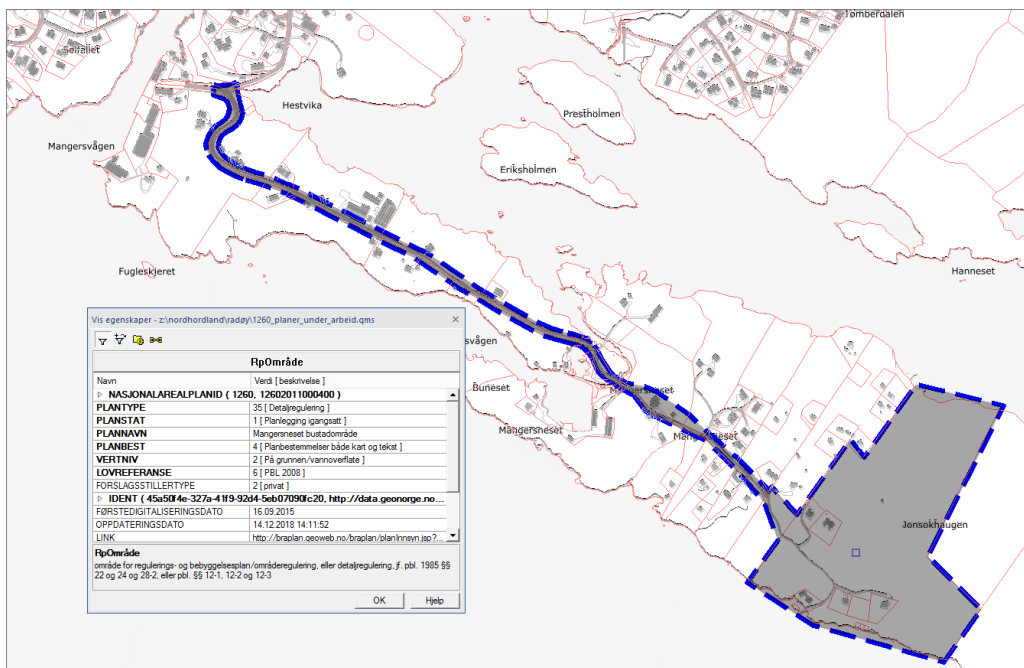 Tømberdalen
Selfallet
Hestvika
Prestholmen
Mangersvågen
Eriksholmen
Fugleskjeret
Hanneset
svågen
Buneset
Mangersneset
Mangersneset
Jonsokhaugen
Vis egenskaper - z:\nordhordland\radøy\1260_planer_under_arbeid.qms
RpOmråde
Navn Verdi [ beskrivelse ]
NASJONALAREALPLANID ( 1260, 12602011000400 )
PLANTYPE 35 [ Detaljregulering ]
PLANSTAT 1 [ Planlegging igangsatt ]
PLANNAVN Mangersneset bustadområde
PLANBEST 4 [ Planbestemmelser både kart og tekst ]
VERTNIV 2 [ På grunnen/vannoverflate ]
LOVREFERANSE 6 [ PBL 2008 ]
FORSLAGSSTILLERTYPE 2 [ privat ]
IDENT ( 45a50f4e-327a-41f9-92d4-5eb07090fc20, http://data.geonorge.no...
FØRSTEDIGITALISERINGSDATO 16.09.2015
OPPDATERINGSDATO 14.12.2018 14:11:52
LINK http://braplan.geoweb.no/braplan/planInnsyn.jsp?...
RpOmråde
område for regulerings- og bebyggelsesplan/områderegulering, eller detaljregulering, jf. pbl. 1985 §§
22 og 24 og 28-2, eller pbl. §§ 12-1, 12-2 og 12-3
OK Hjelp